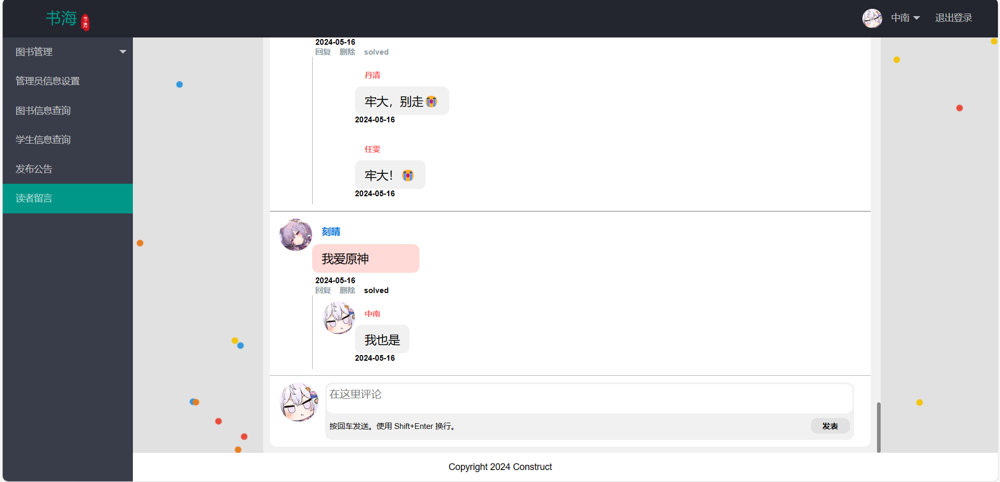 书海 书海
中南 退出登录
图书管理
管理员信息设置
图书信息查询
学生信息查询
发布公告
读者留言
2024-05-16
回复 删除 solved
丹清
牢大，别走😭
2024-05-16
任雯
牢大！😭
2024-05-16
刻晴
我爱原神
2024-05-16
回复 删除 solved
中南
我也是
2024-05-16
在这里评论
按回车发送。使用 Shift+Enter 换行。
发表
Copyright 2024 Construct